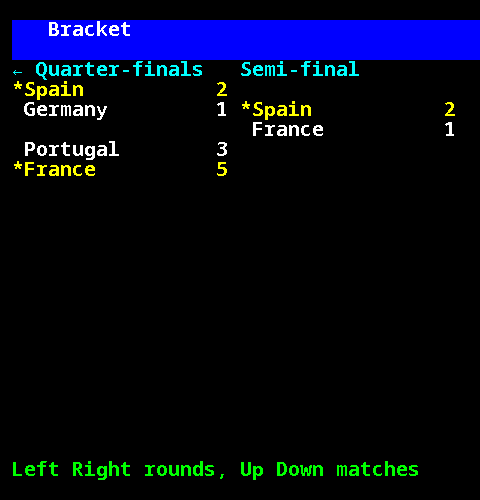 Bracket
← Quarter-finals   Semi-final
*Spain           2
 Germany         1 *Spain           2
                    France          1
 Portugal        3
*France          5
Left Right rounds, Up Down matches